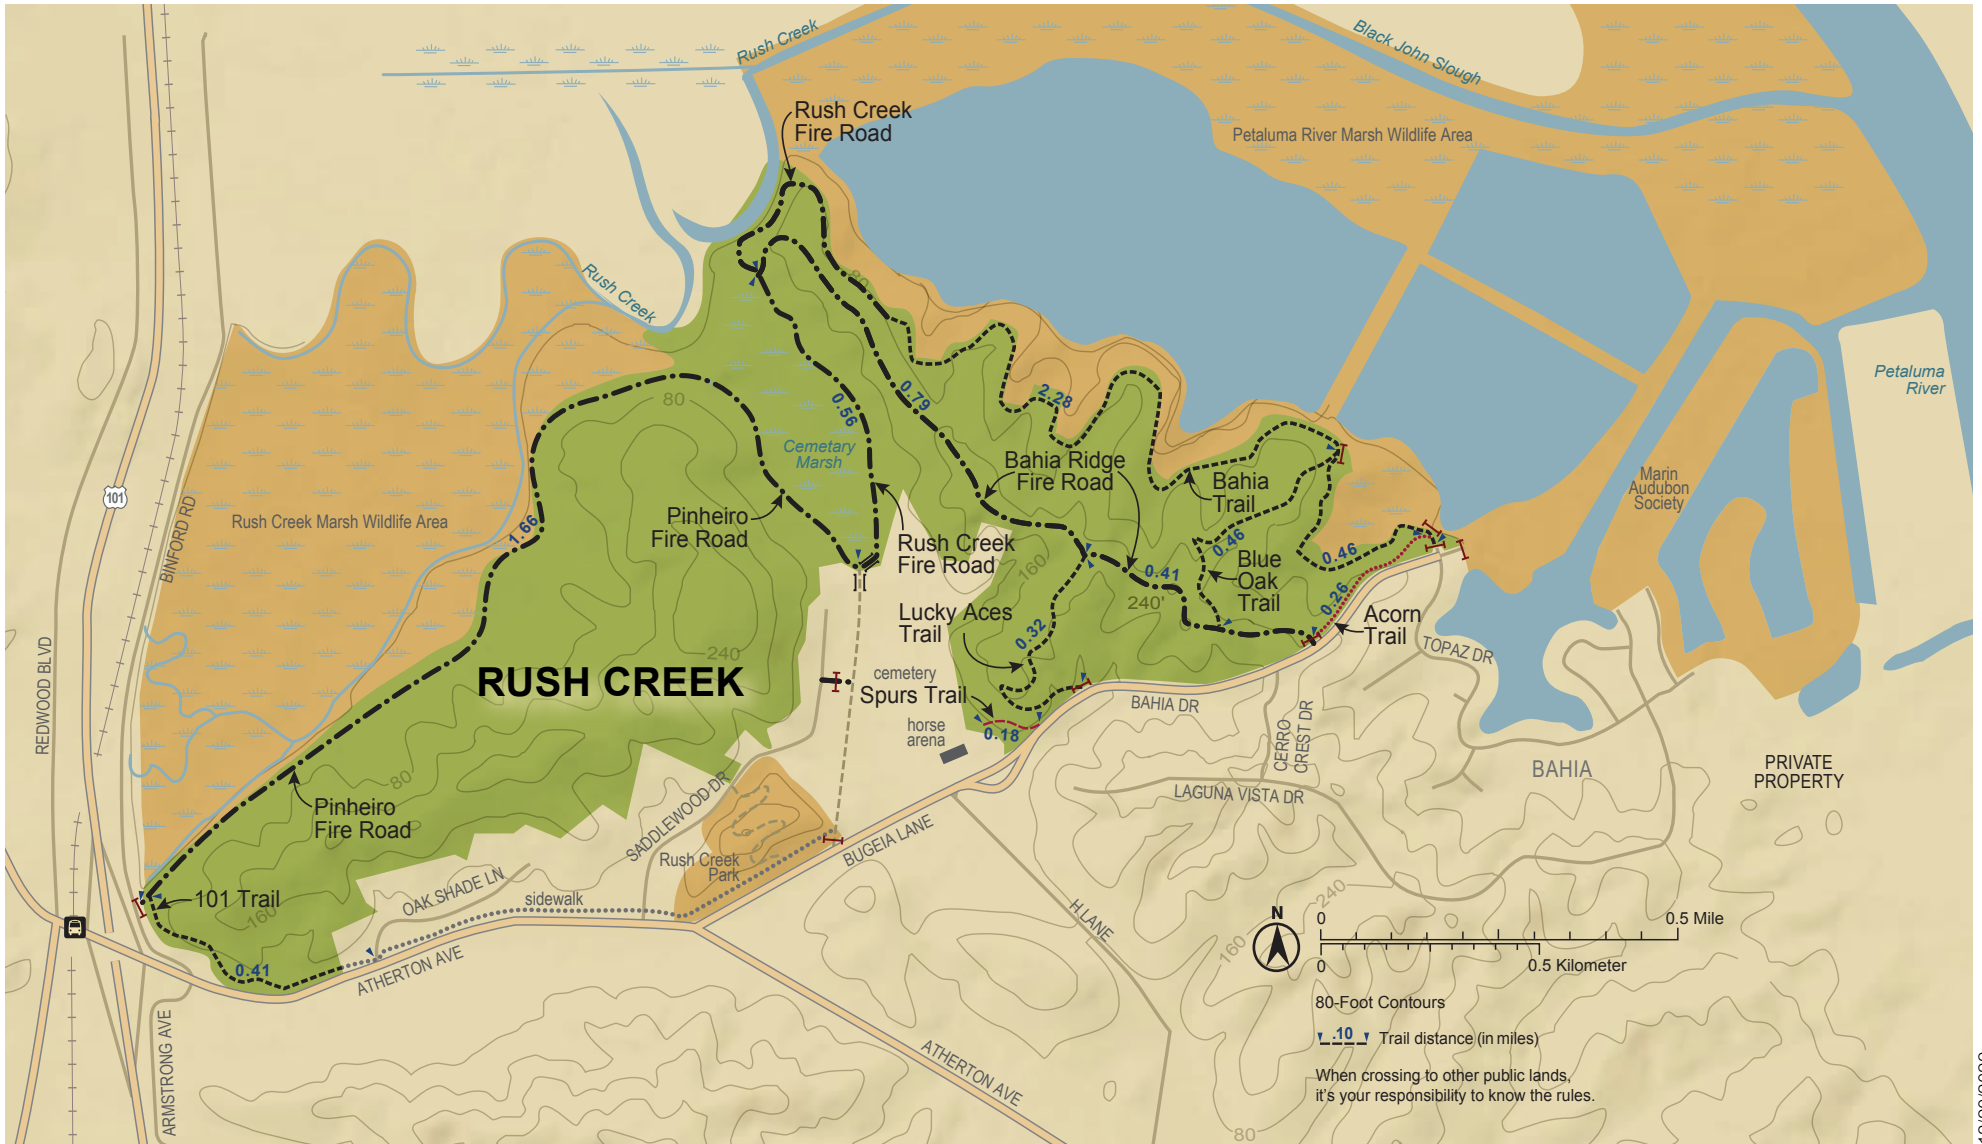 Rush Creek
Black John Slough
Rush Creek
Fire Road
Petaluma River Marsh Wildlife Area
Rush Creek
80
Petaluma
River
80
0.56
0.79
2.28
Cemetary
Marsh
Bahia Ridge
Fire Road
Bahia
Trail
Marin
Audubon
Society
101
BINFORD RD
Rush Creek Marsh Wildlife Area
1.66
Pinheiro
Fire Road
Rush Creek
Fire Road
160
0.46
0.46
Blue
Oak
Trail
0.41
240'
0.26
Acorn
Trail
Lucky Aces
Trail
0.32
TOPAZ DR
REDWOOD BLVD
240
RUSH CREEK
cemetery
Spurs Trail
BAHIA DR
horse
arena
0.18
CERRO
CREST DR
BAHIA
PRIVATE
PROPERTY
80
LAGUNA VISTA DR
Pinheiro
Fire Road
SADDLEWOOD DR
BUGEIA LANE
Rush Creek
Park
101 Trail
160
OAK SHADE LN
sidewalk
H LANE
240
160
0.41
ATHERTON AVE
N
0
0.5 Mile
0
0.5 Kilometer
80-Foot Contours
.10 Trail distance (in miles)
ARMSTRONG AVE
ATHERTON AVE
When crossing to other public lands,
it's your responsibility to know the rules.
80